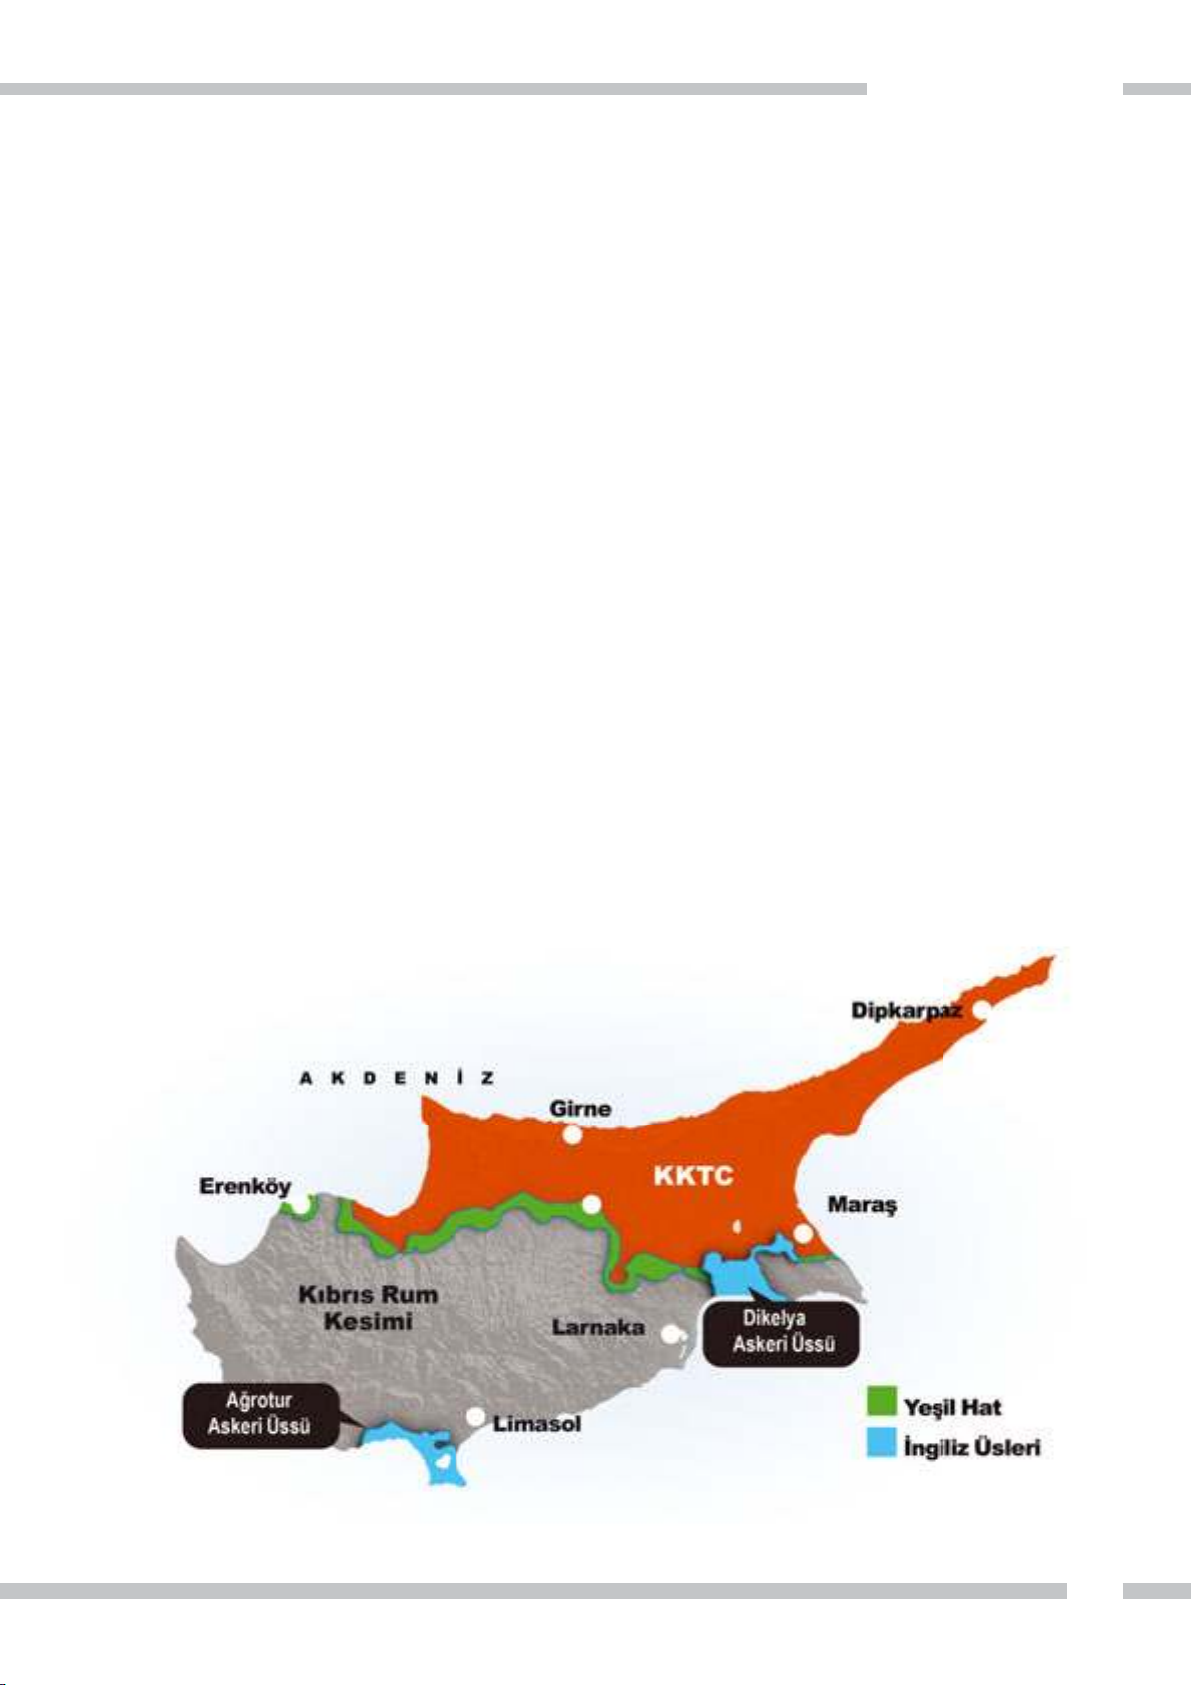 Dipkarpaz
AKDENİZ
Girne
KKTC
Erenköy
Maraş
Kıbrıs Rum
Kesimi
Larnaka
Dikelya
Askeri Üssü
Ağrotur
Askeri Üssü
Limasol
Yeşil Hat
İngiliz Üsleri